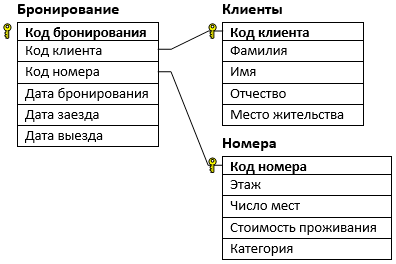 Бронирование
Код бронирования
Код клиента
Код номера
Дата бронирования
Дата заезда
Дата выезда
Клиенты
Код клиента
Фамилия
Имя
Отчество
Место жительства
Номера
Код номера
Этаж
Число мест
Стоимость проживания
Категория